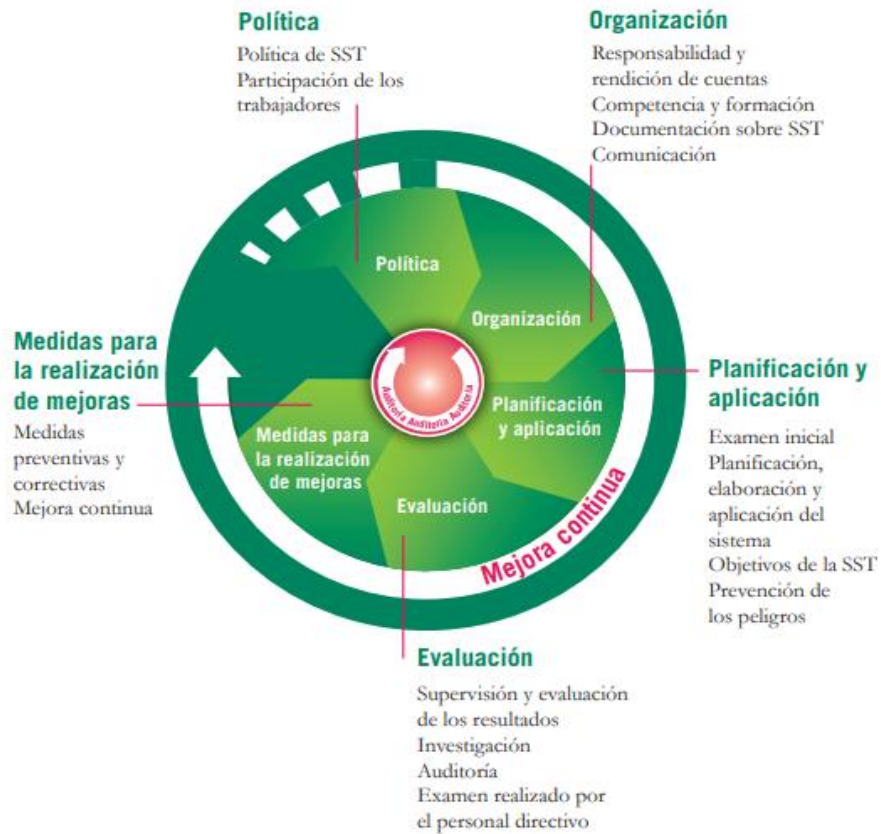 Política
Política de SST
Participación de los
trabajadores
Organización
Responsabilidad y
rendición de cuentas
Competencia y formación
Documentación sobre SST
Comunicación
Política
Organización
Planificación
y aplicación
Evaluación
Medidas para
la realización
de mejoras
Auditoría Auditoría Auditoría
Mejora continua
Medidas para
la realización
de mejoras
Medidas
preventivas y
correctivas
Mejora continua
Planificación y
aplicación
Examen inicial
Planificación,
elaboración y
aplicación del
sistema
Objetivos de la SST
Prevención de
los peligros
Evaluación
Supervisión y evaluación
de los resultados
Investigación
Auditoría
Examen realizado por
el personal directivo